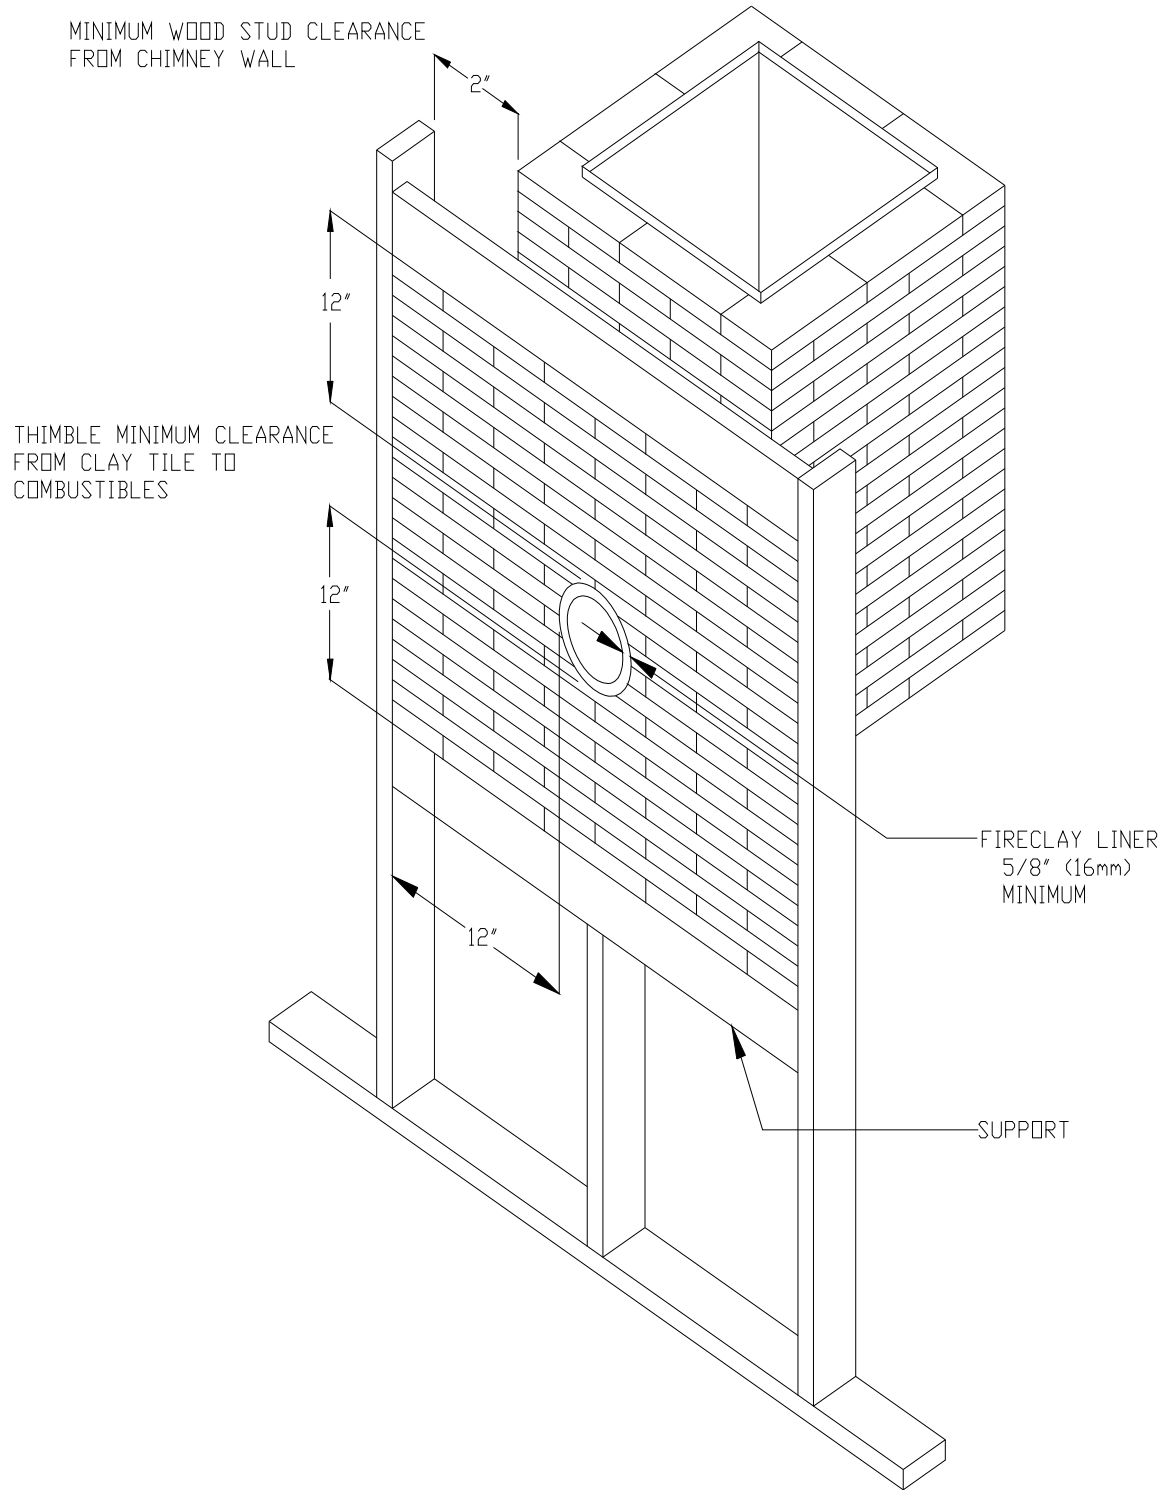 MINIMUM WOOD STUD CLEARANCE
FROM CHIMNEY WALL
2"
12"
THIMBLE MINIMUM CLEARANCE
FROM CLAY TILE TO
COMBUSTIBLES
12"
FIRECLAY LINER
5/8" (16mm)
MINIMUM
12"
SUPPORT